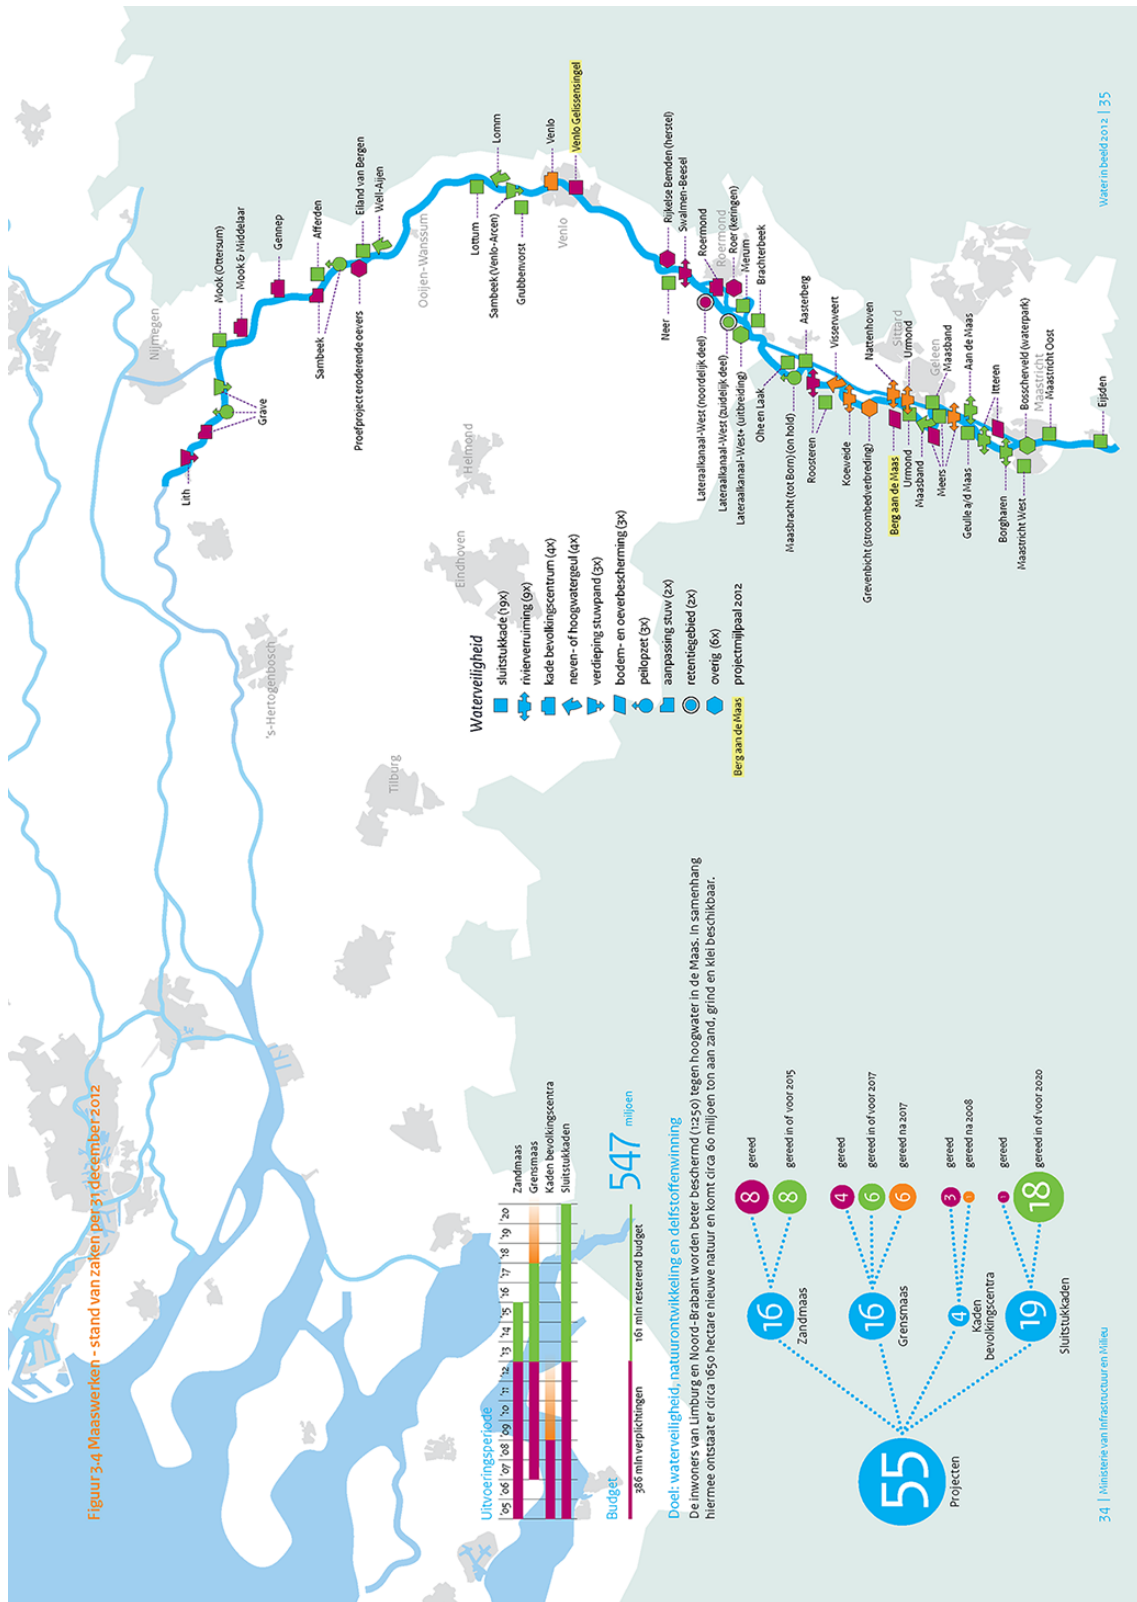 Figuur 3.4 Maaswerken - stand van zaken per 31 december 2012
Uitvoeringsperiode
'05 '06 '07 '08 '09 '10 '11 '12 '13 '14 '15 '16 '17 '18 '19 '20
Zandmaas
Grensmaas
Kaden bevolkingscentra
Sluitstukkaden
Budget
386 mln verplichtingen
161 mln resterend budget
547 miljoen
Doel: waterveiligheid, natuurontwikkeling en delfstoffenwinning
De inwoners van Limburg en Noord-Brabant worden beter beschermd (1:250) tegen hoogwater in de Maas. In samenhang
hiermee ontstaat er circa 1650 hectare nieuwe natuur en komt circa 60 miljoen ton aan zand, grind en klei beschikbaar.
55
Projecten
16
Zandmaas
8
gereed
8
gereed in of voor 2015
16
Grensmaas
4
gereed
6
gereed in of voor 2017
6
gereed na 2017
4
Kaden
bevolkingscentra
3
gereed
1
gereed na 2008
19
Sluitstukkaden
1
gereed
18
gereed in of voor 2020
Waterveiligheid
sluitstukkade (19x)
rivierverruiming (9x)
kade bevolkingscentrum (4x)
neven- of hoogwatergeul (4x)
verdieping stuwpand (3x)
bodem- en oeverbescherming (3x)
peilopzet (3x)
aanpassing stuw (2x)
retentiegebied (2x)
overig (6x)
Berg aan de Maas
projectmijlpaal 2012
Nijmegen
's-Hertogenbosch
Tilburg
Eindhoven
Helmond
Ooijen-Wanssum
Venlo
Roermond
Sittard
Geleen
Maastricht
Lith
Grave
Mook (Ottersum)
Mook & Middelaar
Gennep
Sambeek
Afferden
Proefproject eroderende oevers
Eiland van Bergen
Well-Aijen
Lottum
Lomm
Sambeek (Venlo-Arcen)
Grubbenvorst
Venlo
Venlo Gelissensingel
Neer
Rijkelse Bemden (herstel)
Swalmen-Beesel
Roermond
Lateraalkanaal-West (noordelijk deel)
Roer (keringen)
Lateraalkanaal-West (zuidelijk deel)
Merum
Lateraalkanaal-West+ (uitbreiding)
Brachterbeek
Ohe en Laak
Maasbracht (tot Born) (on hold)
Aasterberg
Roosteren
Visserweert
Koeweide
Grevenbicht (stroombedverbreding)
Nattenhoven
Berg aan de Maas
Urmond
Urmond
Maasband
Maasband
Meers
Aan de Maas
Geulle a/d Maas
Itteren
Borgharen
Bosscherveld (waterpark)
Maastricht West
Maastricht Oost
Eijsden
34 | Ministerie van Infrastructuur en Milieu
Water in beeld 2012 | 35